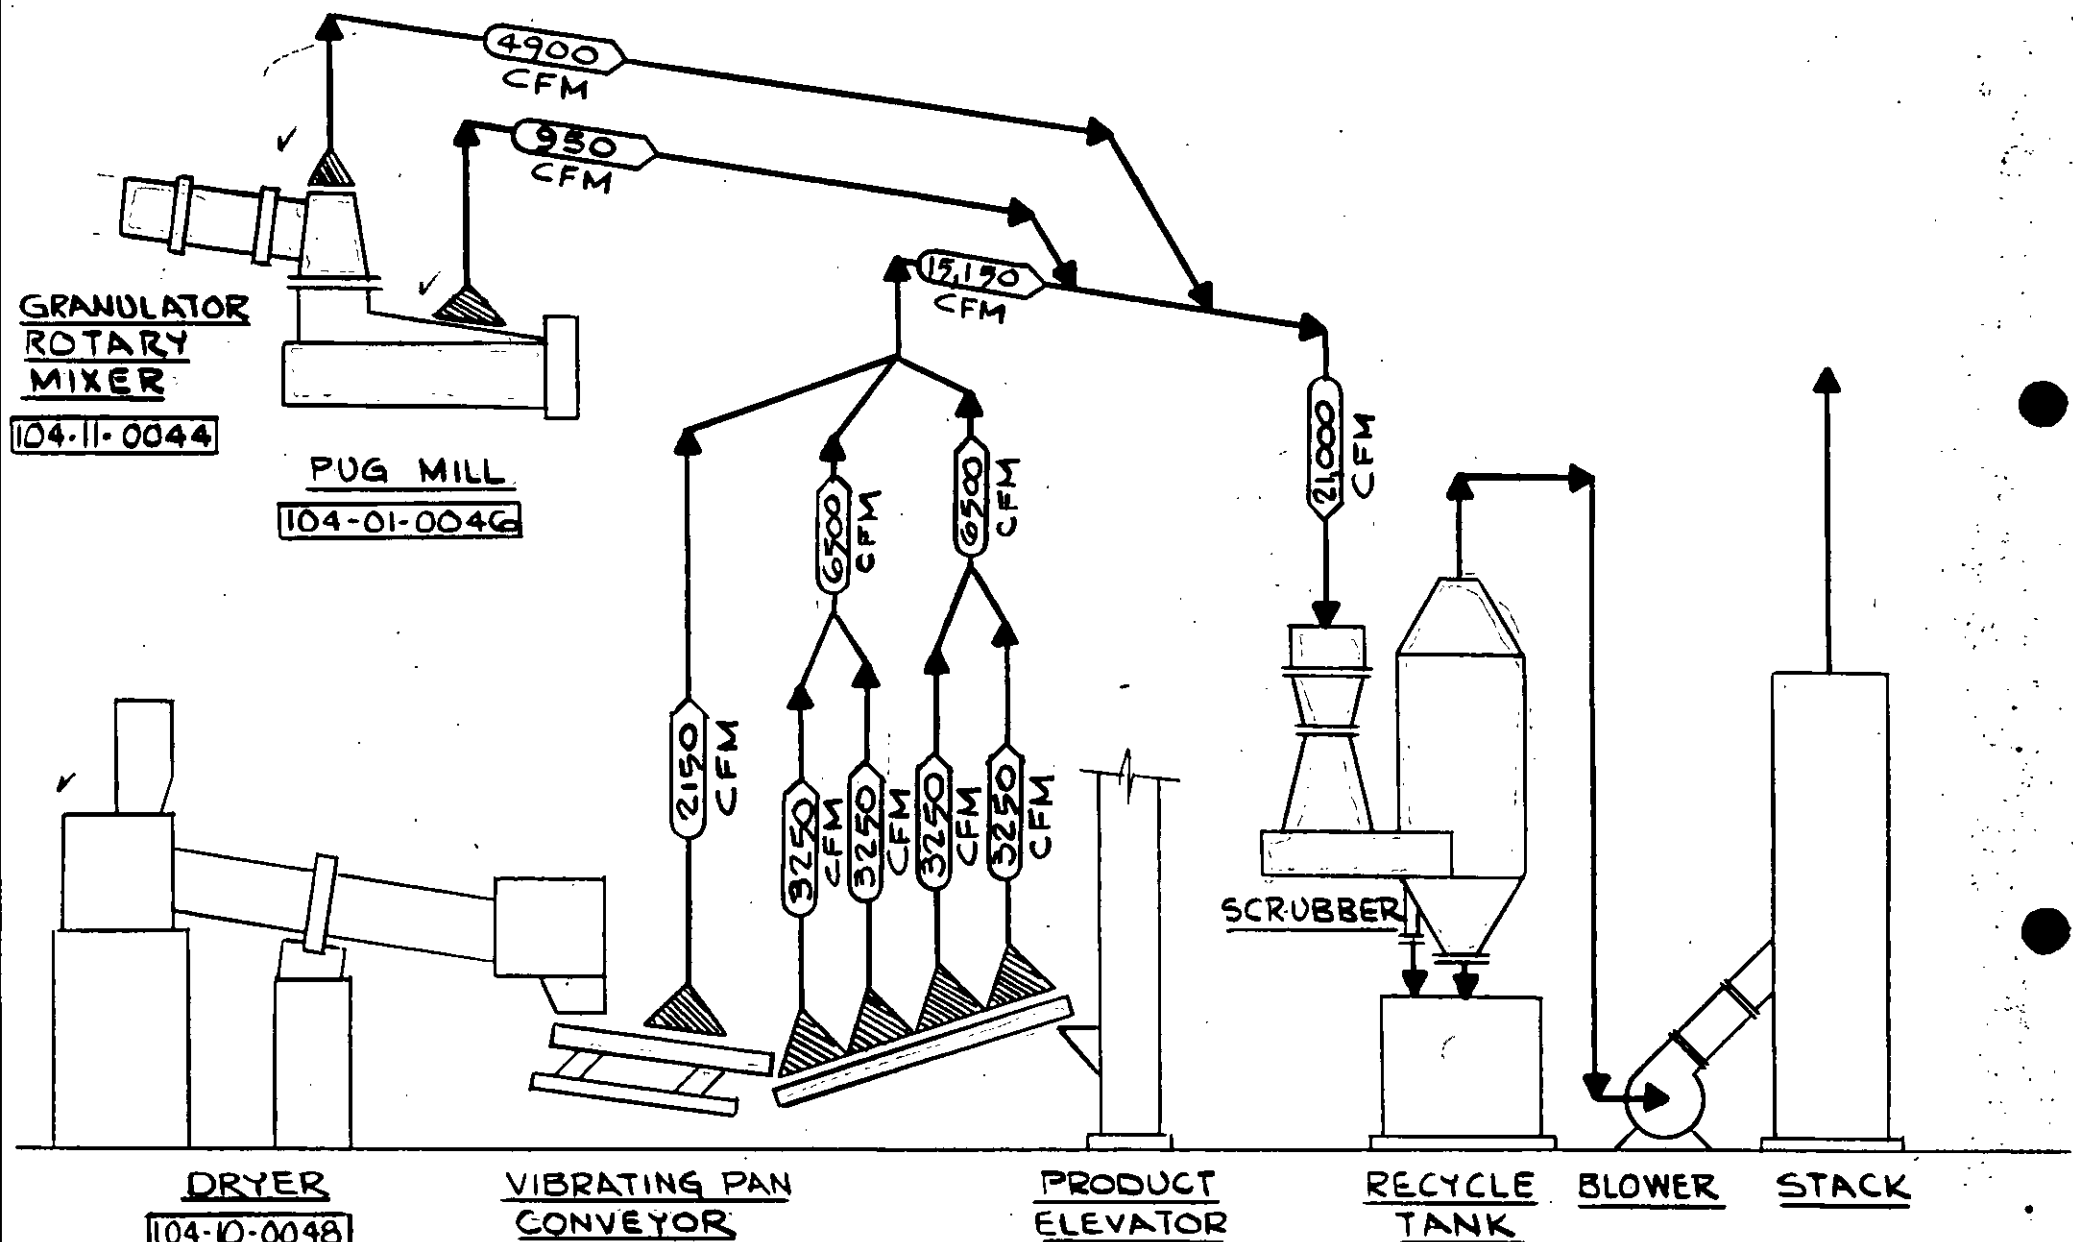 4900
CFM
950
CFM
15,150
CFM
GRANULATOR
ROTARY
MIXER
104-11-0044
PUG MILL
104-01-0046
6500
CFM
6500
CFM
21,000
CFM
2150
CFM
3250
CFM
3250
CFM
3250
CFM
3250
CFM
SCRUBBER
DRYER
104-10-0048
VIBRATING PAN
CONVEYOR
PRODUCT
ELEVATOR
RECYCLE
TANK
BLOWER
STACK